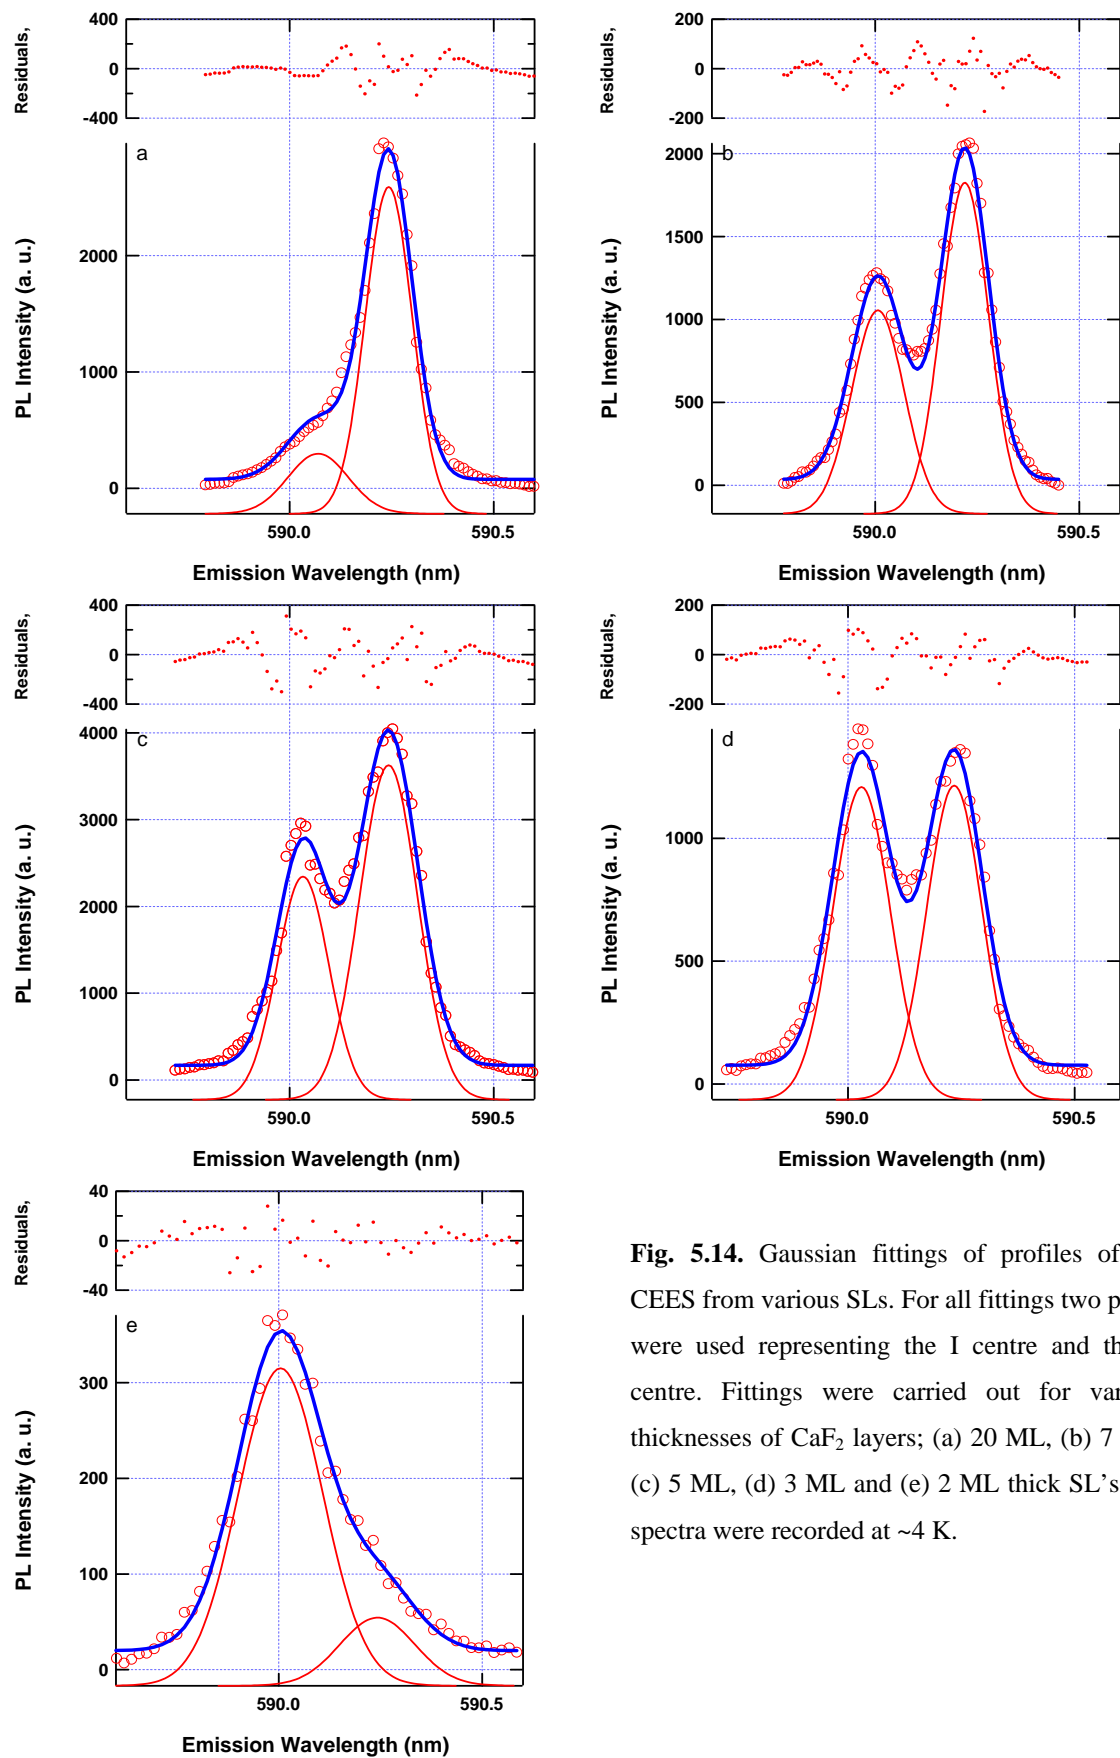 Residuals,
400
0
-400
a
PL Intensity (a. u.)
2000
1000
0
590.0
590.5
Emission Wavelength (nm)
Residuals,
200
0
-200
b
PL Intensity (a. u.)
2000
1500
1000
500
0
590.0
590.5
Emission Wavelength (nm)
Residuals,
400
0
-400
c
PL Intensity (a. u.)
4000
3000
2000
1000
0
590.0
590.5
Emission Wavelength (nm)
Residuals,
200
0
-200
d
PL Intensity (a. u.)
1000
500
0
590.0
590.5
Emission Wavelength (nm)
Residuals,
40
0
-40
e
PL Intensity (a. u.)
300
200
100
0
590.0
590.5
Emission Wavelength (nm)
Fig. 5.14. Gaussian fittings of profiles of
CEES from various SLs. For all fittings two
were used representing the I centre and
centre. Fittings were carried out for
thicknesses of CaF₂ layers; (a) 20 ML, (b) 7
(c) 5 ML, (d) 3 ML and (e) 2 ML thick SL's
spectra were recorded at ~4 K.